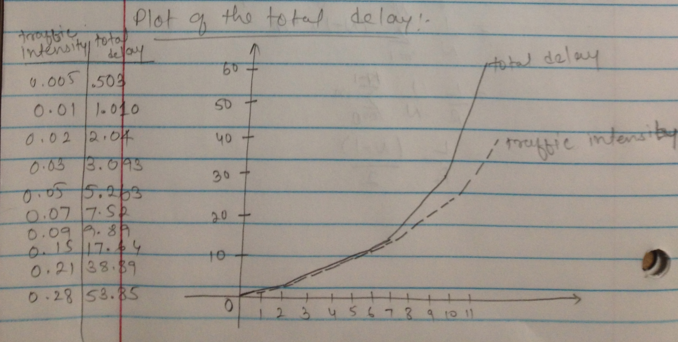 Plot of the total delay:-
traffic intensity | total delay
0.005 | .503
0.01 | 1.010
0.02 | 2.04
0.03 | 3.093
0.05 | 5.263
0.07 | 7.52
0.09 | 9.89
0.15 | 17.64
0.21 | 38.89
0.28 | 58.85
total delay
traffic intensity
60
50
40
30
20
10
0 1 2 3 4 5 6 7 8 9 10 11